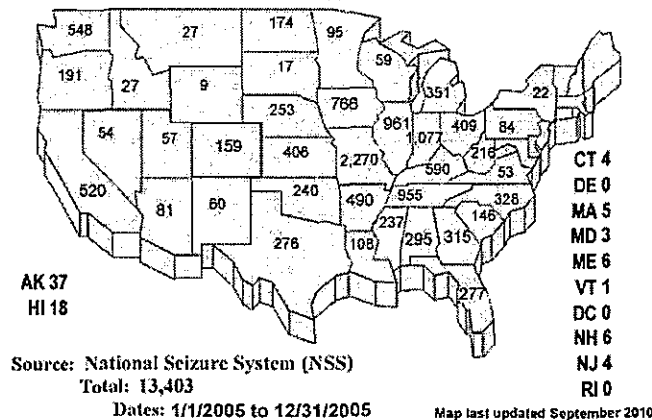 548 27 174 95
191 27 9 17 59 351 22
54 57 159 253 768 961 1,077 409 84
406 2,270 590 216 53
520 81 60 240 490 955 328
276 108 237 295 315 146
277
AK 37
HI 18
CT 4
DE 0
MA 5
MD 3
ME 6
VT 1
DC 0
NH 6
NJ 4
RI 0
Source: National Seizure System (NSS)
Total: 13,403
Dates: 1/1/2005 to 12/31/2005
Map last updated September 2010